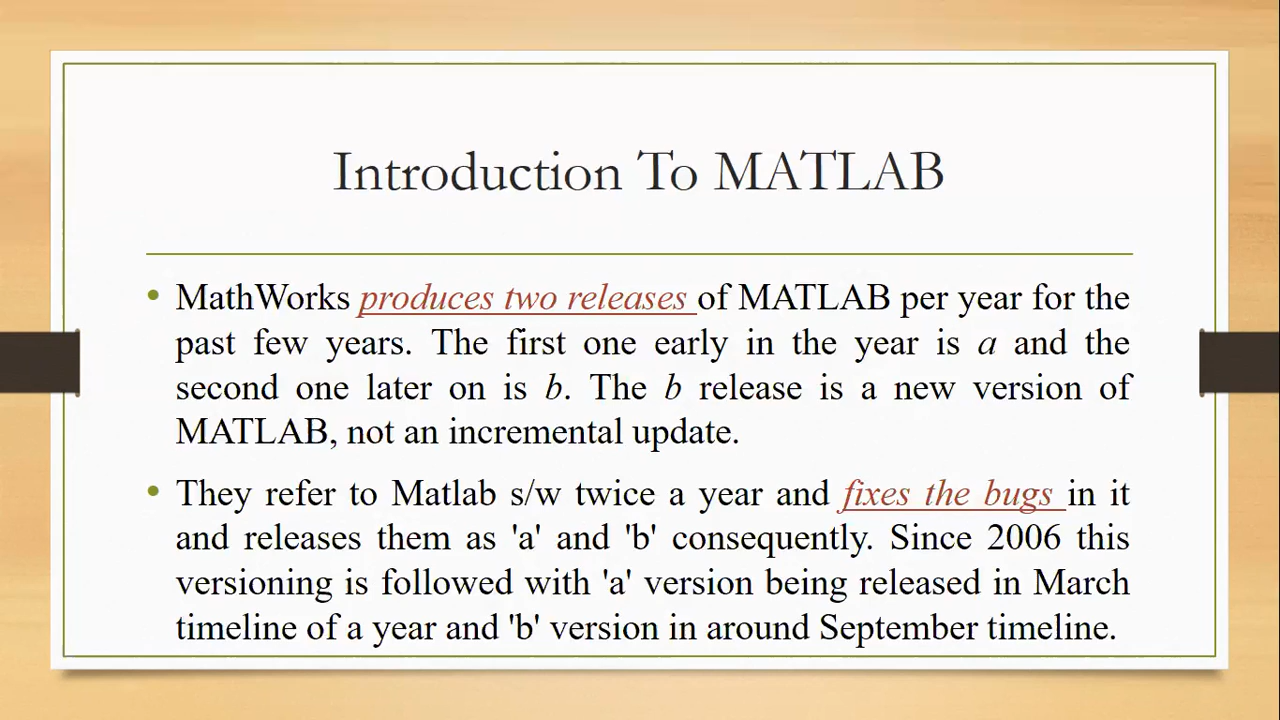 Introduction To MATLAB
• MathWorks produces two releases of MATLAB per year for the
past few years. The first one early in the year is a and the
second one later on is b. The b release is a new version of
MATLAB, not an incremental update.
• They refer to Matlab s/w twice a year and fixes the bugs in it
and releases them as 'a' and 'b' consequently. Since 2006 this
versioning is followed with 'a' version being released in March
timeline of a year and 'b' version in around September timeline.